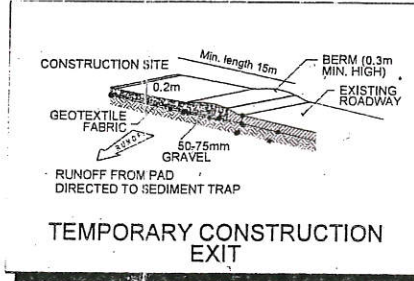 CONSTRUCTION SITE
Min. length 15m
BERM (0.3m
MIN. HIGH)
EXISTING
ROADWAY
0.2m
GEOTEXTILE
FABRIC
50-75mm
GRAVEL
RUNOFF
RUNOFF FROM PAD
DIRECTED TO SEDIMENT TRAP
TEMPORARY CONSTRUCTION
EXIT